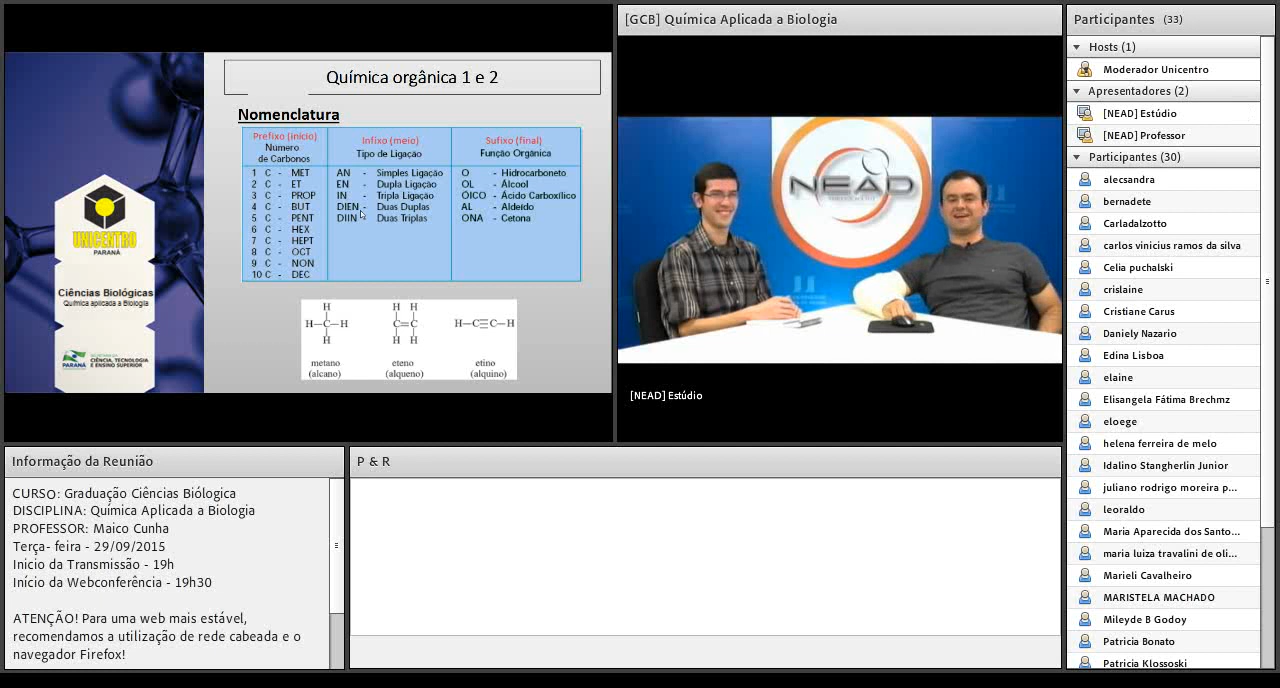 Química orgânica 1 e 2
Nomenclatura
Prefixo (início) Infixo (meio) Sufixo (final)
Número de Carbonos Tipo de Ligação Função Orgânica
1 C - MET AN - Simples Ligação O - Hidrocarboneto
2 C - ET EN - Dupla Ligação OL - Álcool
3 C - PROP IN - Tripla Ligação ÓICO - Ácido Carboxílico
4 C - BUT DIEN - Duas Duplas AL - Aldeído
5 C - PENT DIIN - Duas Triplas ONA - Cetona
6 C - HEX
7 C - HEPT
8 C - OCT
9 C - NON
10 C - DEC
H H H
H—C—H C=C H—C≡C—H
H H H
metano eteno etino
(alcano) (alqueno) (alquino)
UNICENTRO
PARANÁ
Ciências Biológicas
Química aplicada a Biologia
PARANÁ
SECRETARIA DA
CIÊNCIA, TECNOLOGIA
E ENSINO SUPERIOR
[GCB] Química Aplicada a Biologia
NEAD
[NEAD] Estúdio
Participantes (33)
Hosts (1)
Moderador Unicentro
Apresentadores (2)
[NEAD] Estúdio
[NEAD] Professor
Participantes (30)
alecsandra
bernadete
Carladalzotto
carlos vinicius ramos da silva
Celia puchalski
crislaine
Cristiane Carus
Daniely Nazario
Edina Lisboa
elaine
Elisangela Fátima Brechmz
eloege
helena ferreira de melo
Idalino Stangherlin Junior
juliano rodrigo moreira p...
leoraldo
Maria Aparecida dos Santo...
maria luiza travalini de oli...
Marieli Cavalheiro
MARISTELA MACHADO
Mileyde B Godoy
Patricia Bonato
Patricia Klossoski
Informação da Reunião
CURSO: Graduação Ciências Biólogica
DISCIPLINA: Química Aplicada a Biologia
PROFESSOR: Maico Cunha
Terça- feira - 29/09/2015
Inicio da Transmissão - 19h
Início da Webconferência - 19h30
ATENÇÃO! Para uma web mais estável,
recomendamos a utilização de rede cabeada e o
navegador Firefox!
P & R